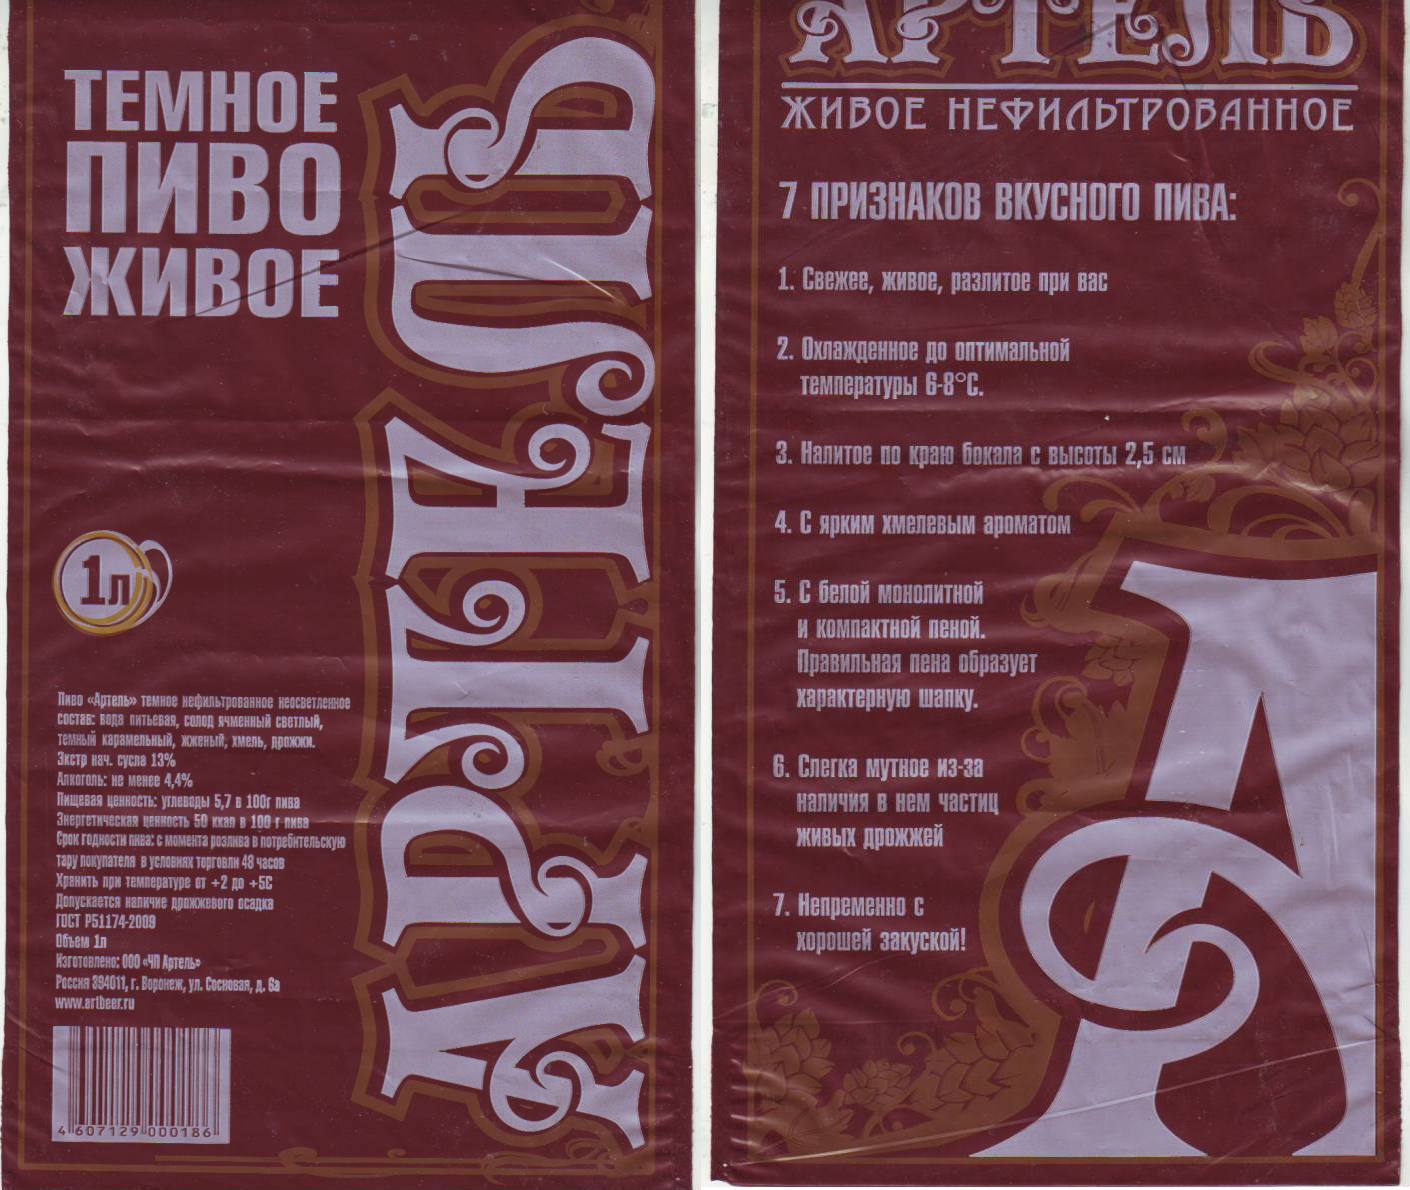 ТЕМНОЕ
ПИВО
ЖИВОЕ
АРТЕЛЬ
1л
Пиво «Артель» темное нефильтрованное неосветленное
состав: вода питьевая, солод ячменный светлый,
темный карамельный, жженый, хмель, дрожжи.
Экстр нач. сусла 13%
Алкоголь: не менее 4,4%
Пищевая ценность: углеводы 5,7 в 100г пива
Энергетическая ценность 50 ккал в 100 г пива
Срок годности пива: с момента розлива в потребительскую
тару покупателя в условиях торговли 48 часов
Хранить при температуре от +2 до +5С
Допускается наличие дрожжевого осадка
ГОСТ Р51174-2009
Объем 1л
Изготовлено: ООО «ЧП Артель»
Россия 394011, г. Воронеж, ул. Сосновая, д. 6а
www.artbeer.ru
4 607129 000186
АРТЕЛЬ
ЖИВОЕ НЕФИЛЬТРОВАННОЕ
7 ПРИЗНАКОВ ВКУСНОГО ПИВА:
1. Свежее, живое, разлитое при вас
2. Охлажденное до оптимальной
температуры 6-8°С.
3. Налитое по краю бокала с высоты 2,5 см
4. С ярким хмелевым ароматом
5. С белой монолитной
и компактной пеной.
Правильная пена образует
характерную шапку.
6. Слегка мутное из-за
наличия в нем частиц
живых дрожжей
7. Непременно с
хорошей закуской!
А